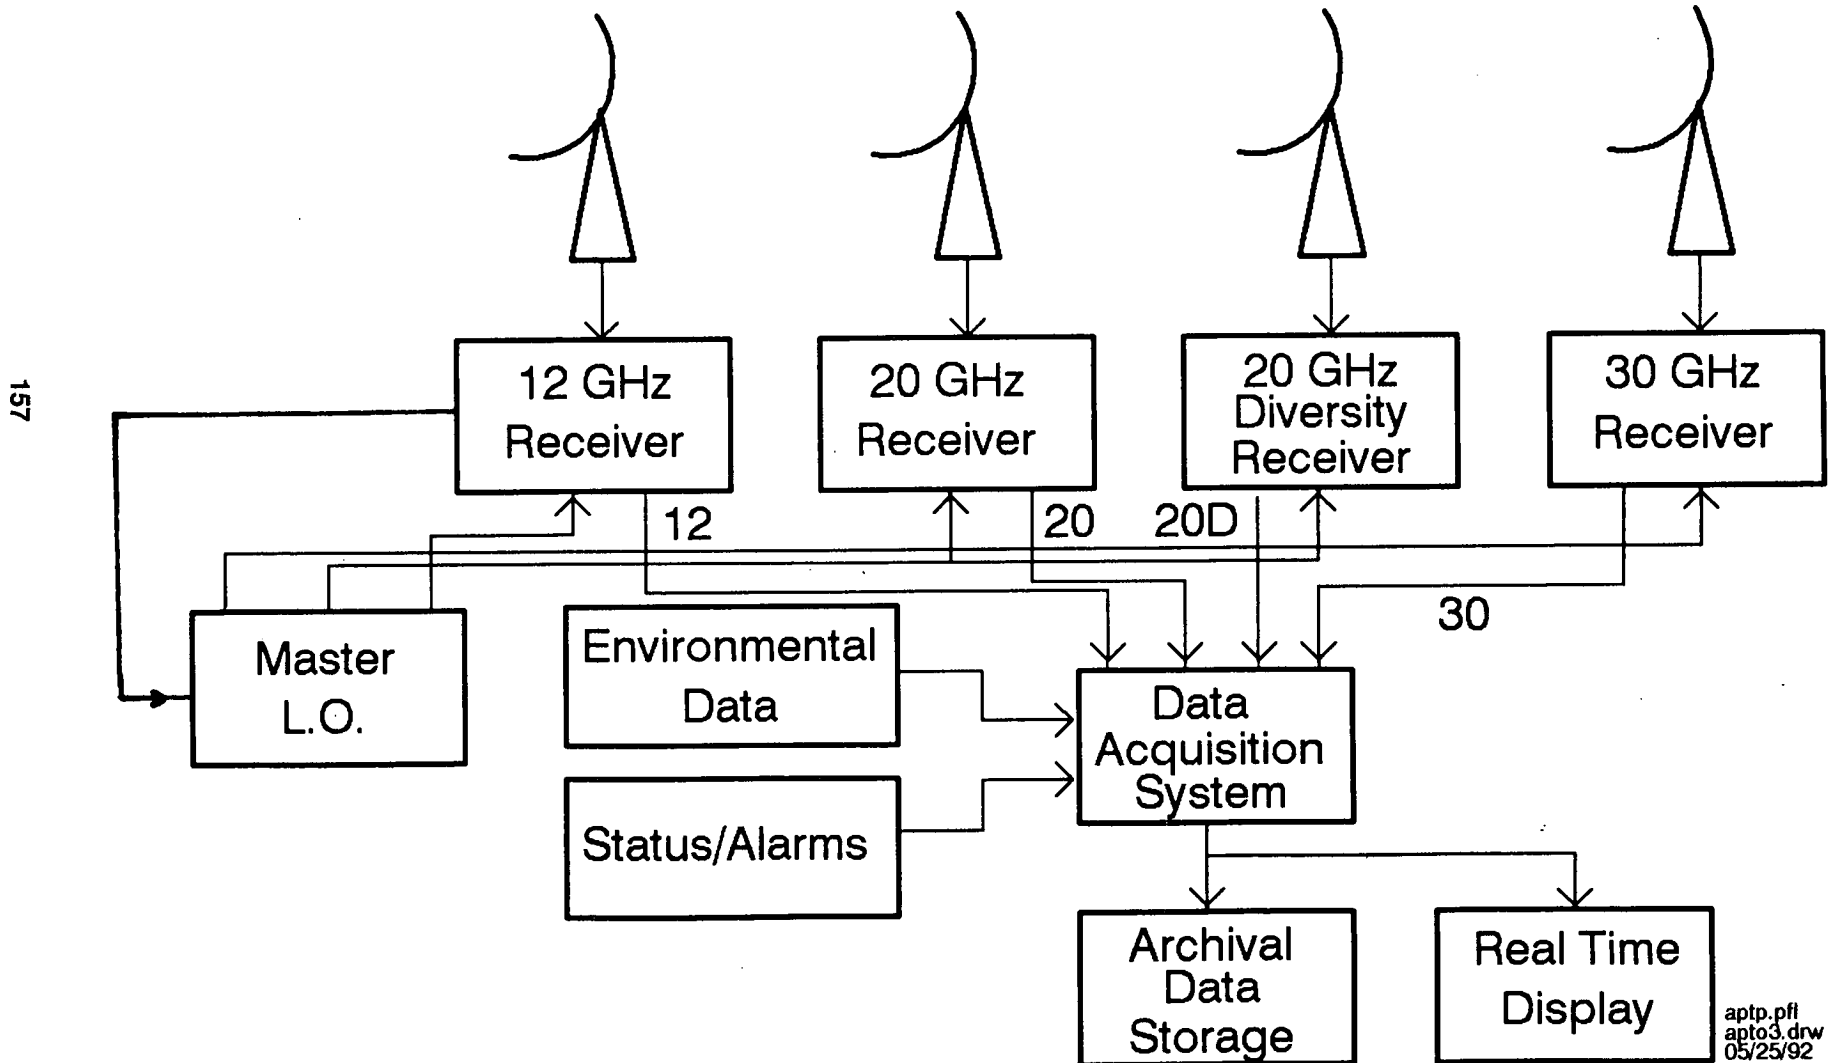 12 GHz
Receiver
20 GHz
Receiver
20 GHz
Diversity
Receiver
30 GHz
Receiver
157
12
20
20D
30
Master
L.O.
Environmental
Data
Data
Acquisition
System
Status/Alarms
Archival
Data
Storage
Real Time
Display
aptp.pfl
apto3.drw
05/25/92